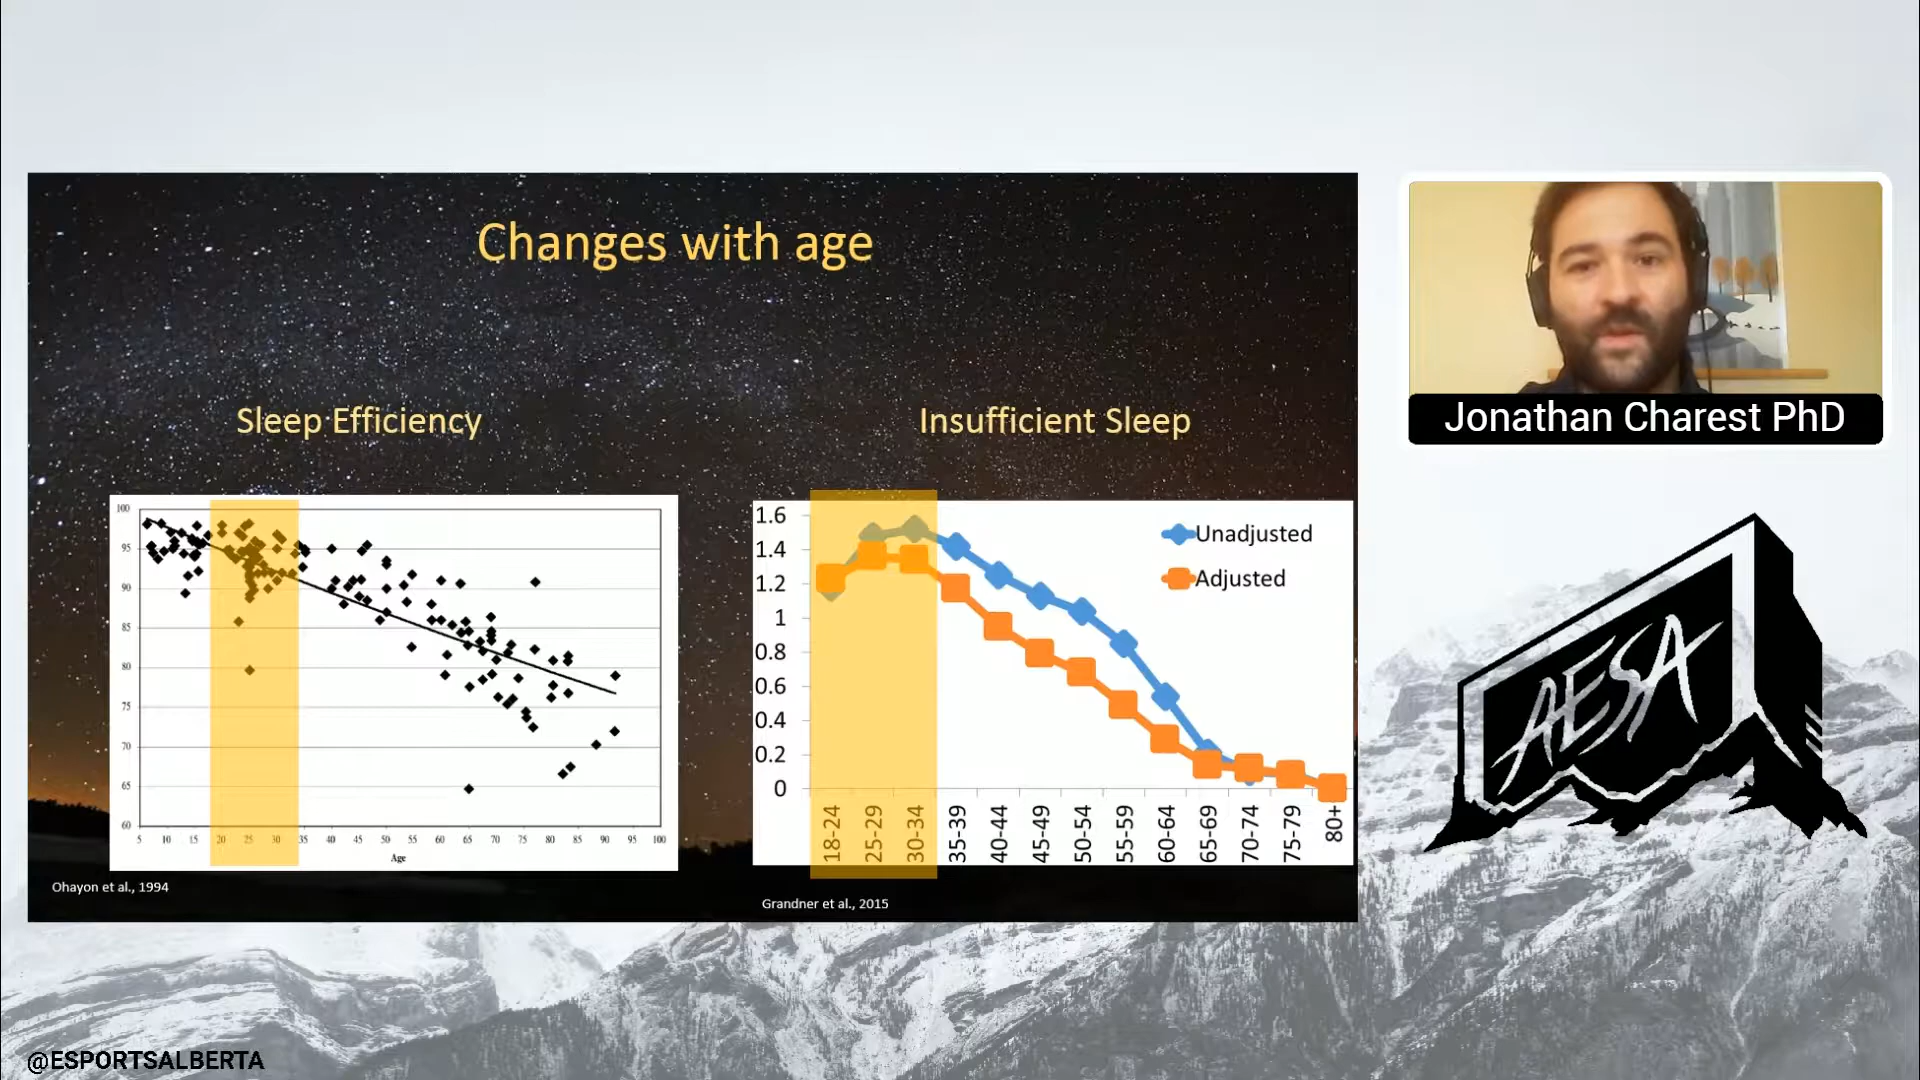 Changes with age
Sleep Efficiency
100
95
90
85
80
75
70
65
60
5 10 15 20 25 30 35 40 45 50 55 60 65 70 75 80 85 90 95 100
Age
Ohayon et al., 1994
Insufficient Sleep
1.6
1.4
1.2
1
0.8
0.6
0.4
0.2
0
Unadjusted
Adjusted
18-24 25-29 30-34 35-39 40-44 45-49 50-54 55-59 60-64 65-69 70-74 75-79 80+
Grandner et al., 2015
Jonathan Charest PhD
AESA
@ESPORTSALBERTA